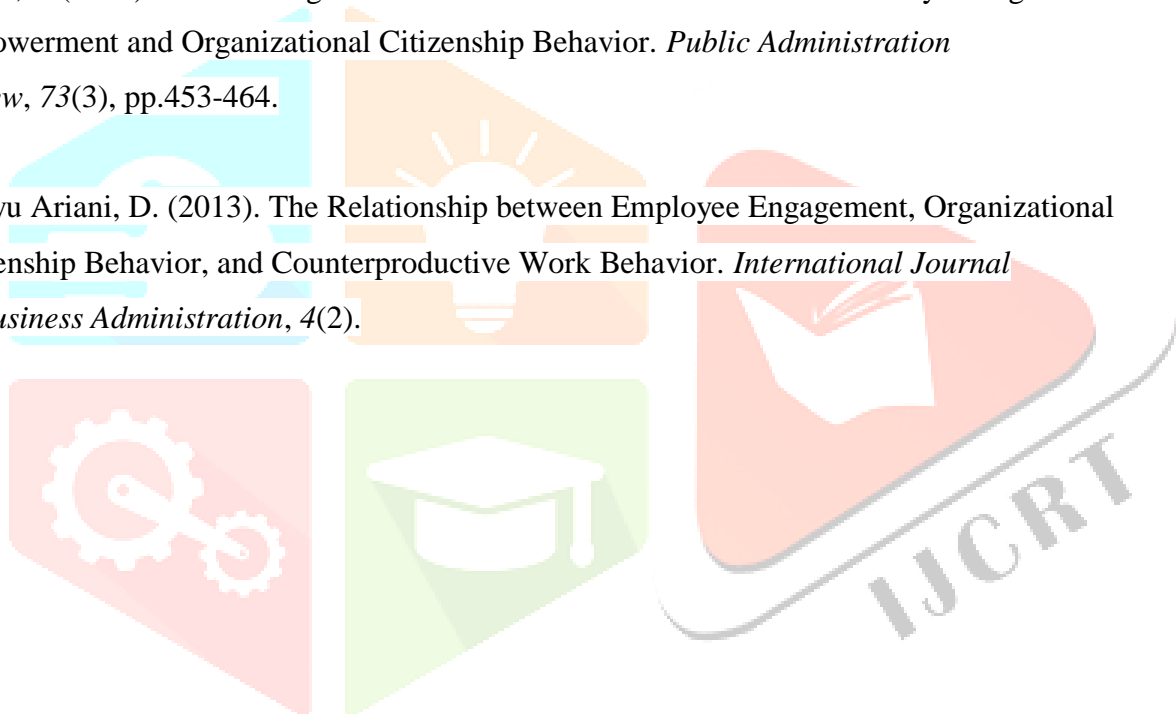 owerment and Organizational Citizenship Behavior. Public Administration
w, 73(3), pp.453-464.
yu Ariani, D. (2013). The Relationship between Employee Engagement, Organizational
enship Behavior, and Counterproductive Work Behavior. International Journal
usiness Administration, 4(2).
IJCRT